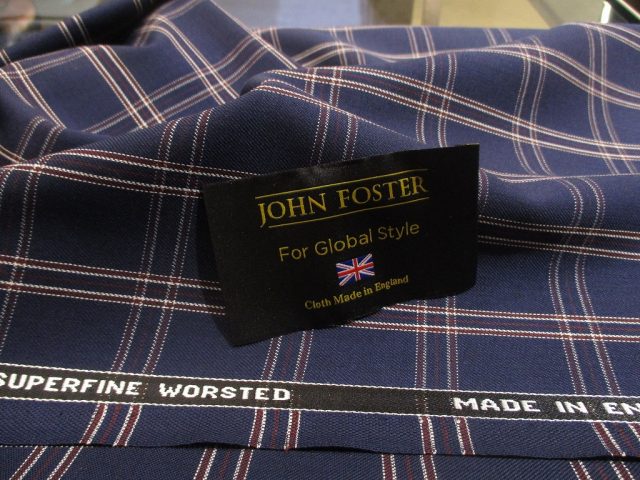 JOHN FOSTER
For Global Style
Cloth Made in England
SUPERFINE WORSTED MADE IN EN